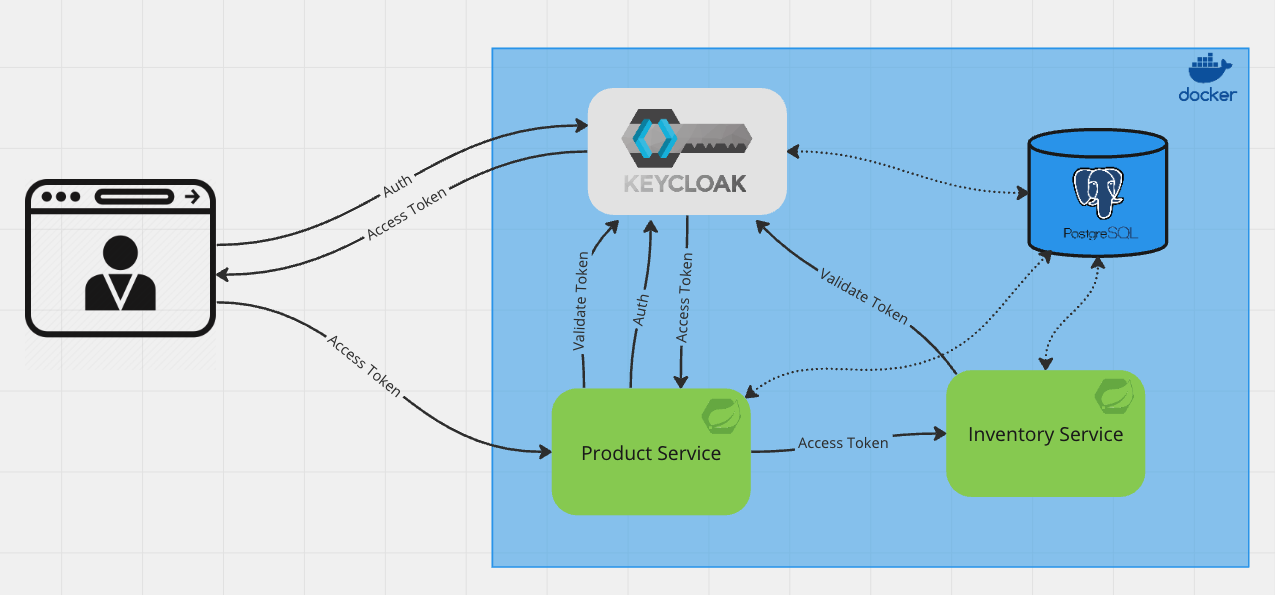 docker
KEYCLOAK
PostgreSQL
Auth
Access Token
Access Token
Validate Token
Auth
Access Token
Validate Token
Product Service
Access Token
Inventory Service